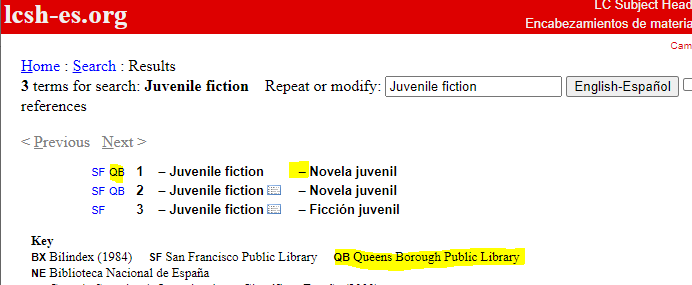 lcsh-es.org
LC Subject Head
Encabezamientos de materia
Cam
Home : Search : Results
3 terms for search: Juvenile fiction Repeat or modify: Juvenile fiction English-Español
references
< Previous Next >
SF QB 1 – Juvenile fiction – Novela juvenil
SF QB 2 – Juvenile fiction – Novela juvenil
SF 3 – Juvenile fiction – Ficción juvenil
Key
BX Bilindex (1984) SF San Francisco Public Library QB Queens Borough Public Library
NE Biblioteca Nacional de España